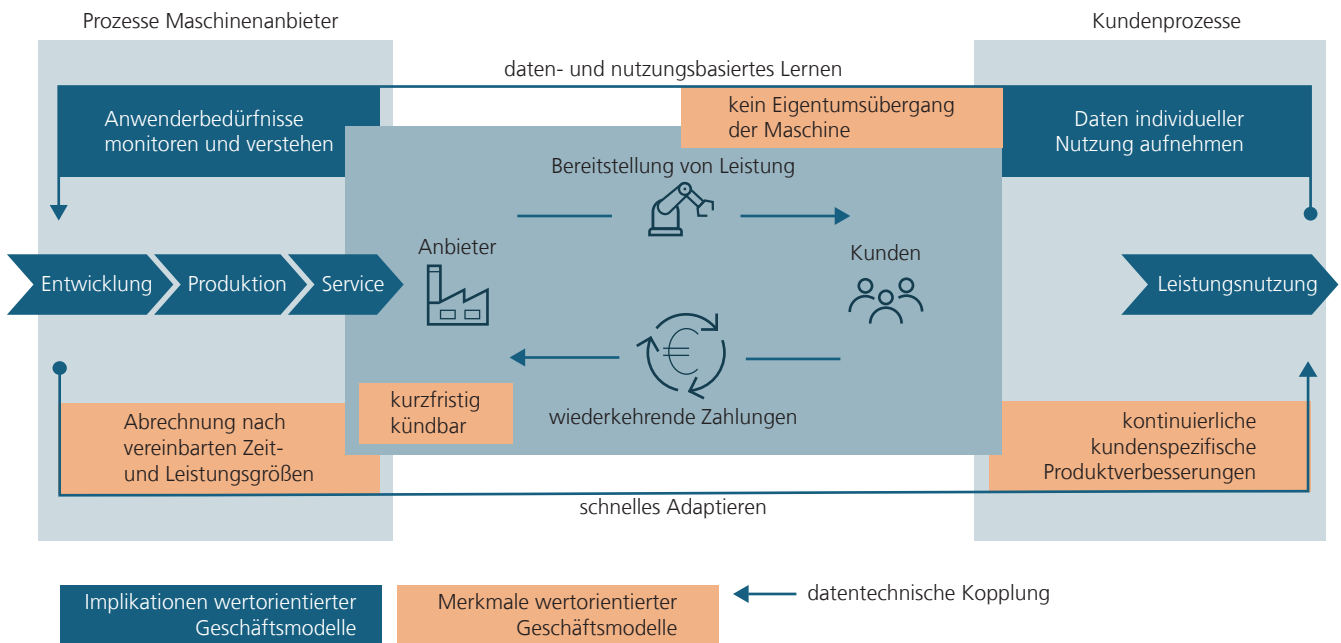 Prozesse Maschinenanbieter
Kundenprozesse
daten- und nutzungsbasiertes Lernen
Anwenderbedürfnisse
monitoren und verstehen
kein Eigentumsübergang
der Maschine
Daten individueller
Nutzung aufnehmen
Bereitstellung von Leistung
Anbieter
Kunden
Entwicklung
Produktion
Service
Leistungsnutzung
€
kurzfristig
kündbar
wiederkehrende Zahlungen
Abrechnung nach
vereinbarten Zeit-
und Leistungsgrößen
kontinuierliche
kundenspezifische
Produktverbesserungen
schnelles Adaptieren
Implikationen wertorientierter
Geschäftsmodelle
Merkmale wertorientierter
Geschäftsmodelle
datentechnische Kopplung